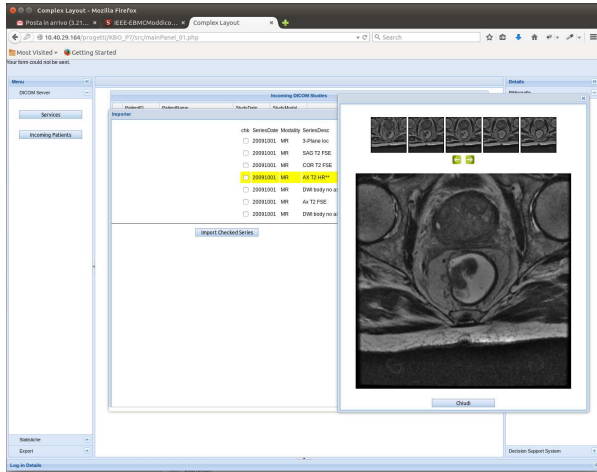 Complex Layout - Mozilla Firefox
Posta in arrivo (3.21... × IEEE-EBMCModdico... × Complex Layout ×
10.40.29.164/progetti/KBO_P7/src/mainPanel_01.php Search
Most Visited Getting Started
Your form could not be sent.
Menu Details
DICOM Server
Incoming DICOM Studies
PatientID PatientName StudyDate StudyModal
Importer
Services
Incoming Patients
chk SeriesDate Modality SeriesDesc
20091001 MR 3-Plane loc
20091001 MR SAG T2 FSE
20091001 MR COR T2 FSE
20091001 MR AX T2 HR**
20091001 MR DWI body no as
20091001 MR Ax T2 FSE
20091001 MR DWI body no as
Import Checked Series
Chiudi
Statistiche
Export Decision Support System
Log-in Details